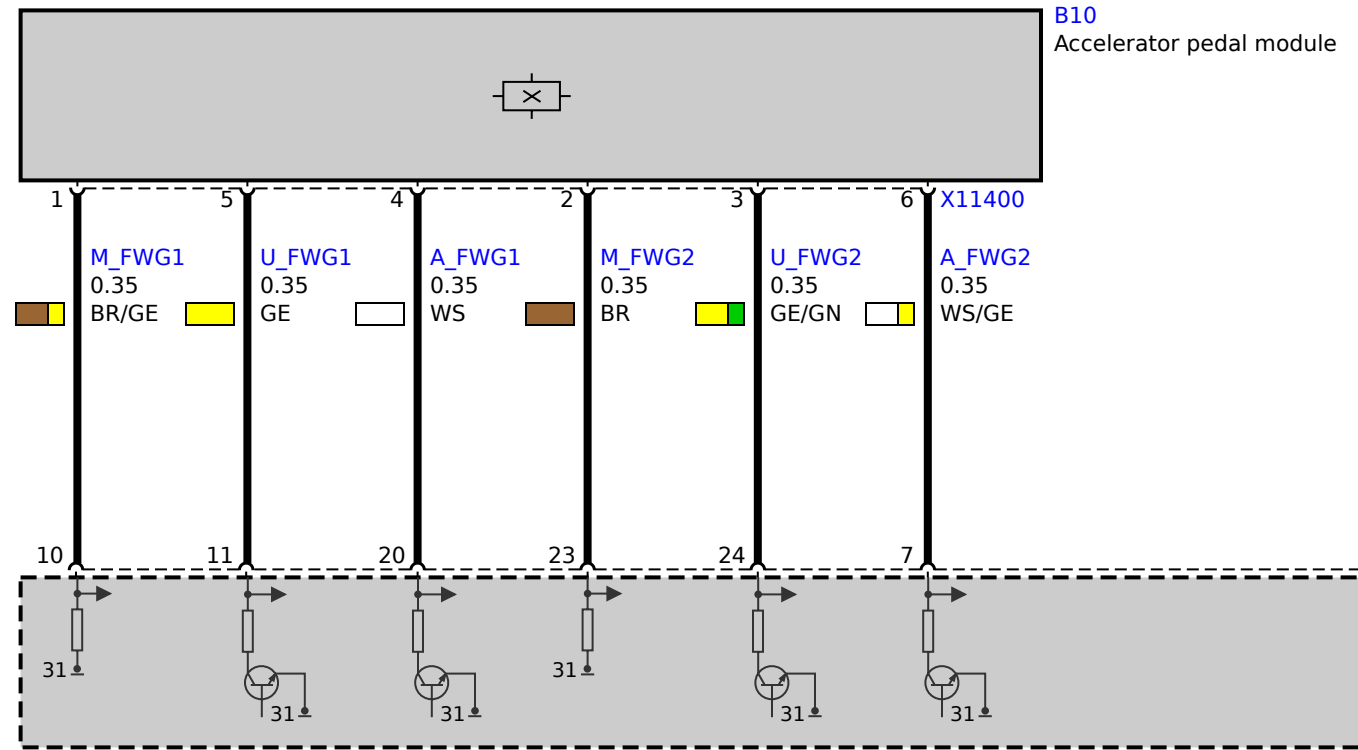 B10
Accelerator pedal module
1 5 4 2 3 6 X11400
M_FWG1 U_FWG1 A_FWG1 M_FWG2 U_FWG2 A_FWG2
0.35 0.35 0.35 0.35 0.35 0.35
BR/GE GE WS BR GE/GN WS/GE
10 11 20 23 24 7
31 31
31 31 31 31